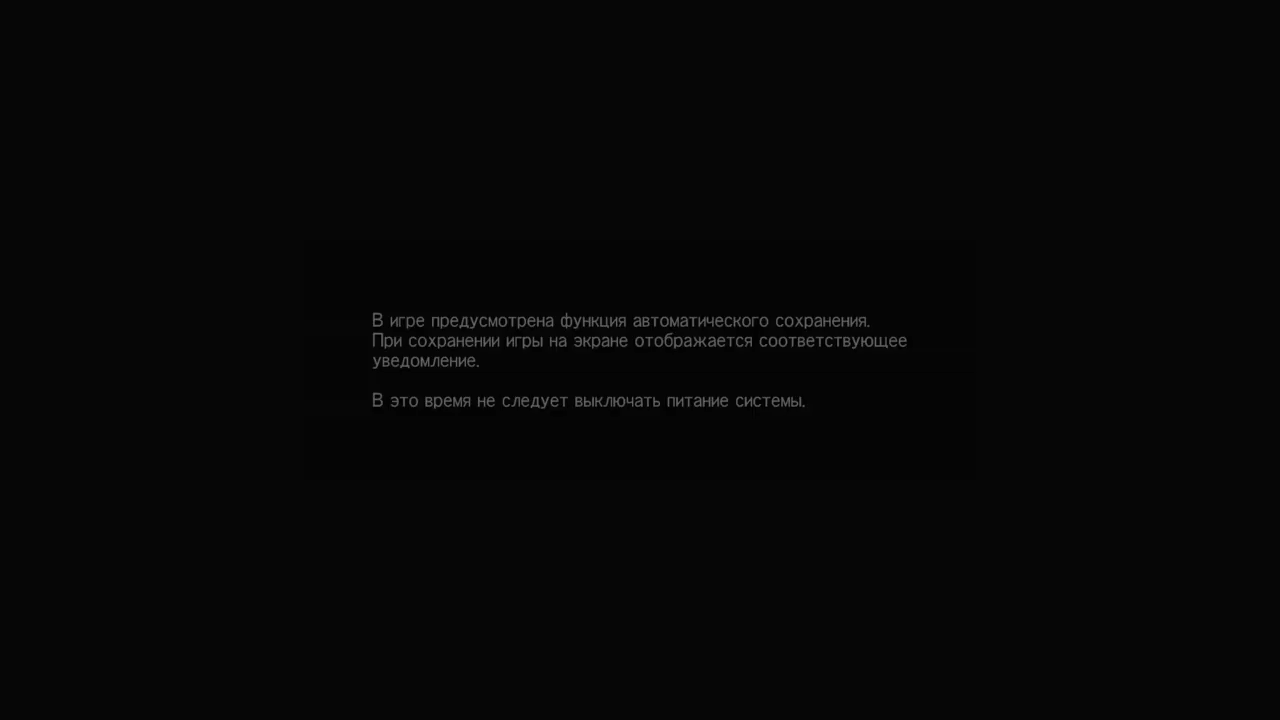 В игре предусмотрена функция автоматического сохранения.
При сохранении игры на экране отображается соответствующее
уведомление.
В это время не следует выключать питание системы.